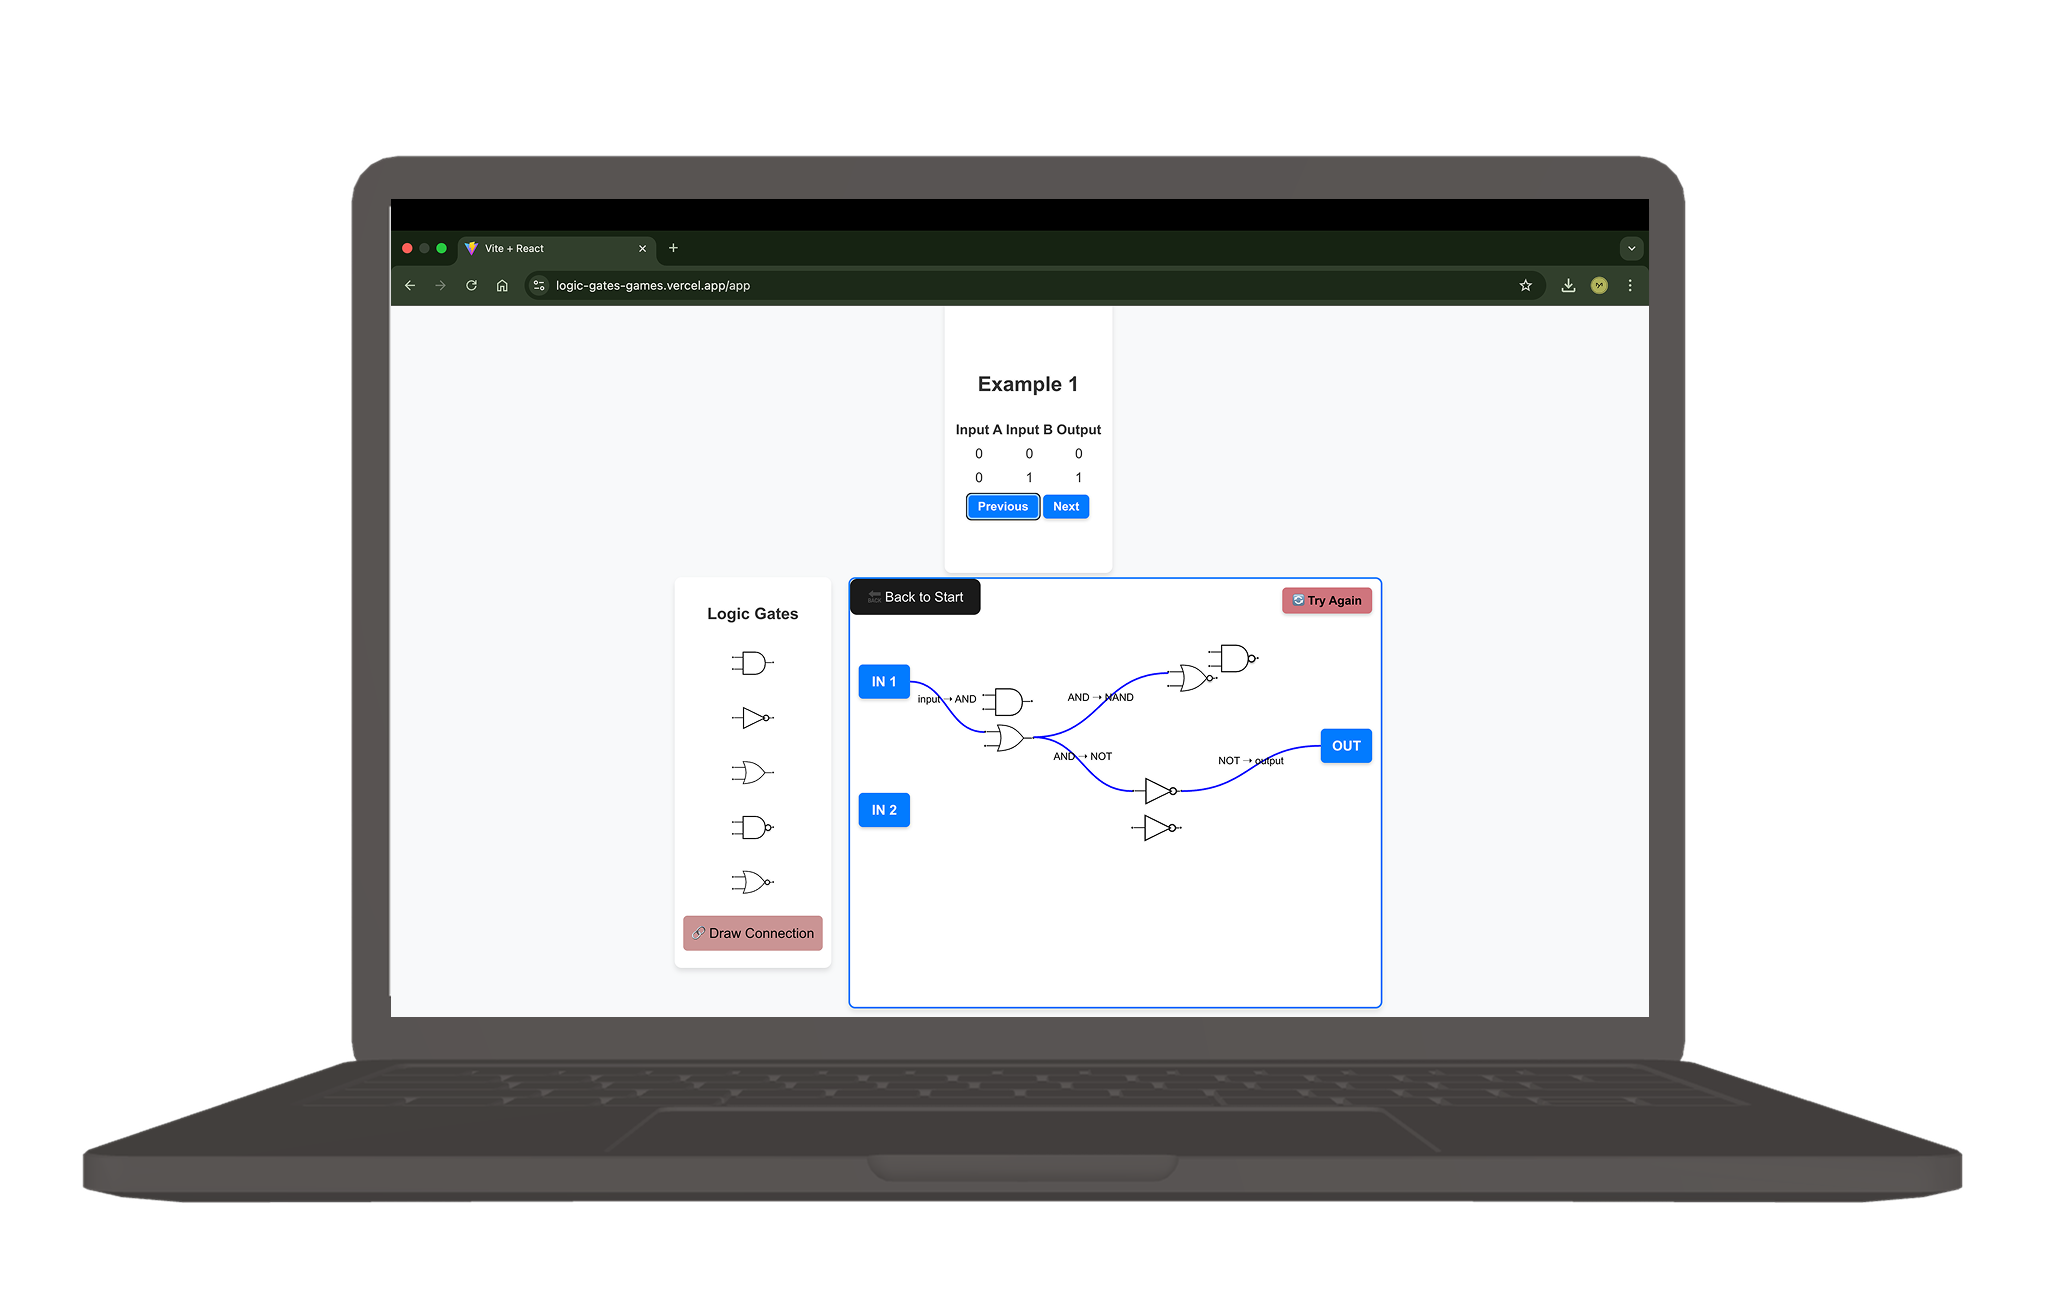 Vite + React
logic-gates-games.vercel.app/app
Example 1
Input A Input B Output
0 0 0
0 1 1
Previous Next
Logic Gates
Draw Connection
BACK Back to Start
Try Again
IN 1
input → AND
AND → NAND
AND → NOT
NOT → output
OUT
IN 2